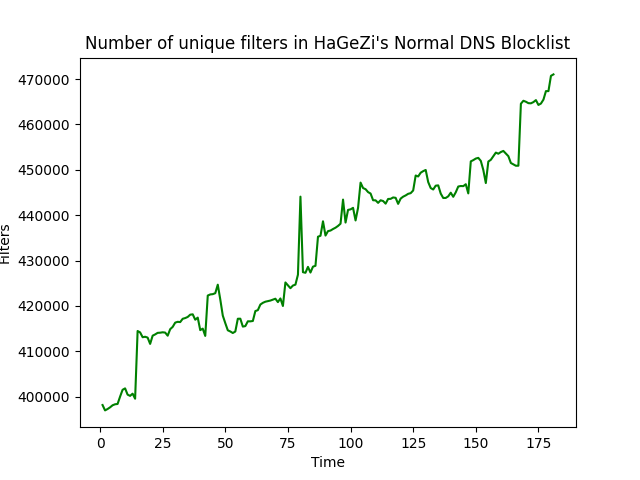 Number of unique filters in HaGeZi's Normal DNS Blocklist
470000
460000
450000
440000
430000
420000
410000
400000
Filters
0 25 50 75 100 125 150 175
Time